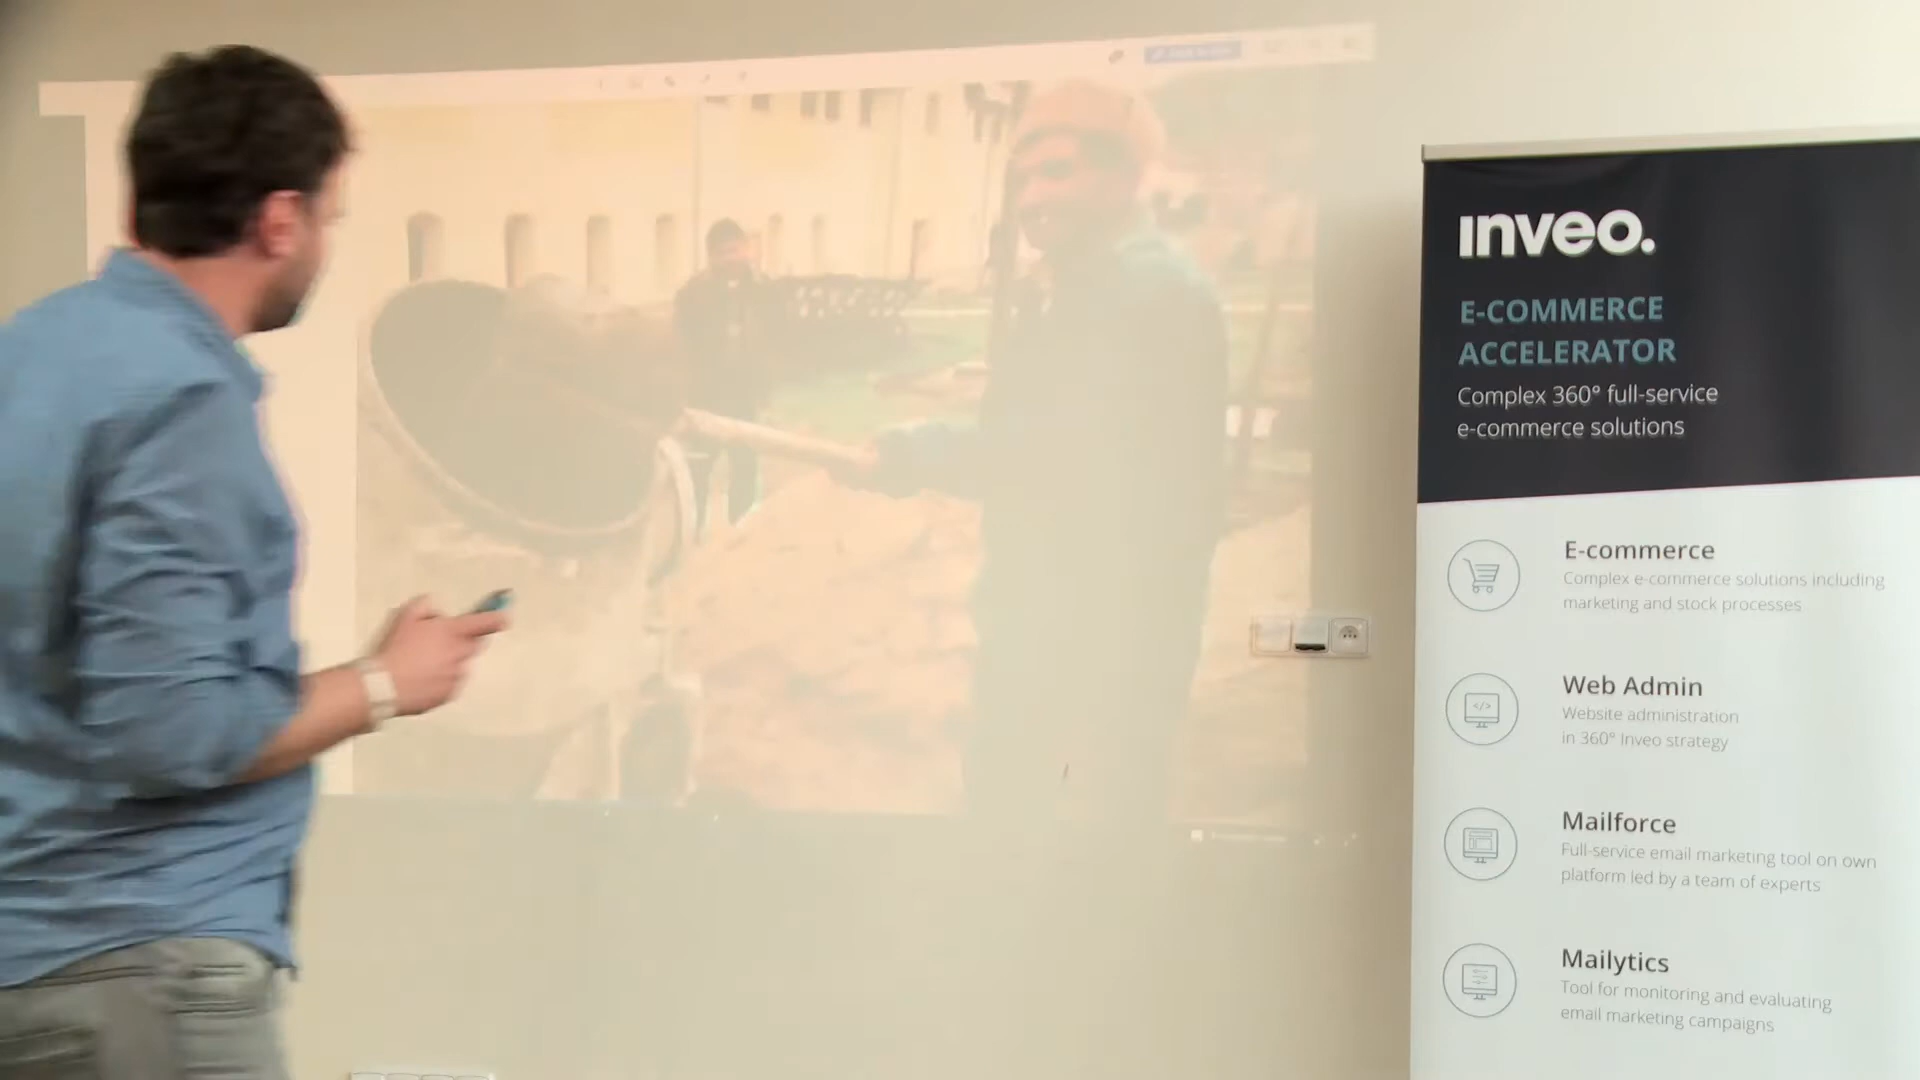 inveo.
E-COMMERCE
ACCELERATOR
Complex 360° full-service
e-commerce solutions
E-commerce
Complex e-commerce solutions including
marketing and stock processes
Web Admin
Website administration
in 360° Inveo strategy
Mailforce
Full-service email marketing tool on own
platform led by a team of experts
Mailytics
Tool for monitoring and evaluating
email marketing campaigns